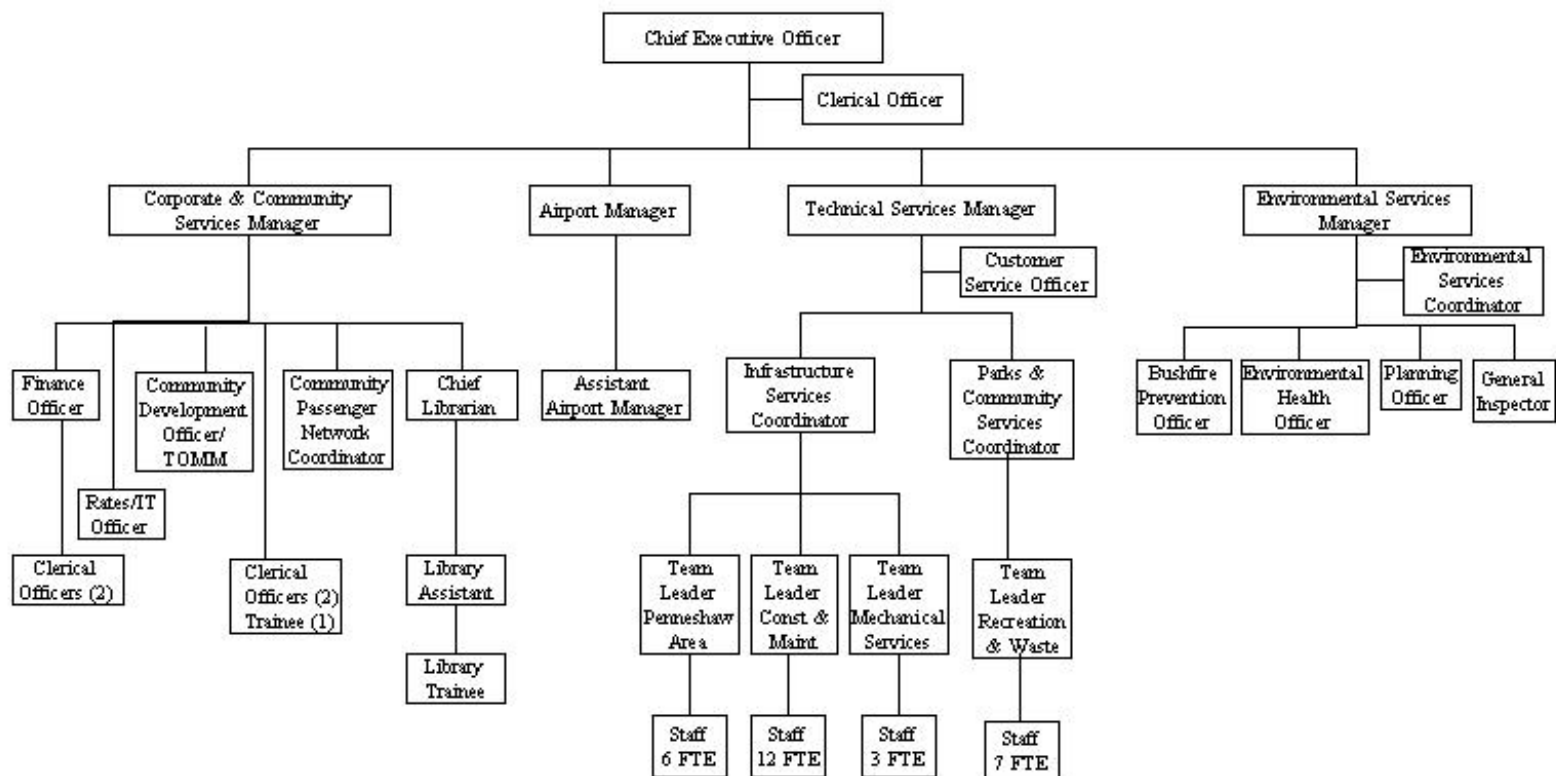 Chief Executive Officer
Clerical Officer
Corporate & Community
Services Manager
Airport Manager
Technical Services Manager
Environmental Services
Manager
Customer
Service Officer
Environmental
Services
Coordinator
Finance
Officer
Community
Development
Officer/
TOMM
Community
Passenger
Network
Coordinator
Chief
Librarian
Assistant
Airport Manager
Infrastructure
Services
Coordinator
Parks &
Community
Services
Coordinator
Bushfire
Prevention
Officer
Environmental
Health
Officer
Planning
Officer
General
Inspector
Rates/IT
Officer
Clerical
Officers (2)
Clerical
Officers (2)
Trainee (1)
Library
Assistant
Team
Leader
Penneshaw
Area
Team
Leader
Const &
Maint
Team
Leader
Mechanical
Services
Team
Leader
Recreation
& Waste
Library
Trainee
Staff
6 FTE
Staff
12 FTE
Staff
3 FTE
Staff
7 FTE